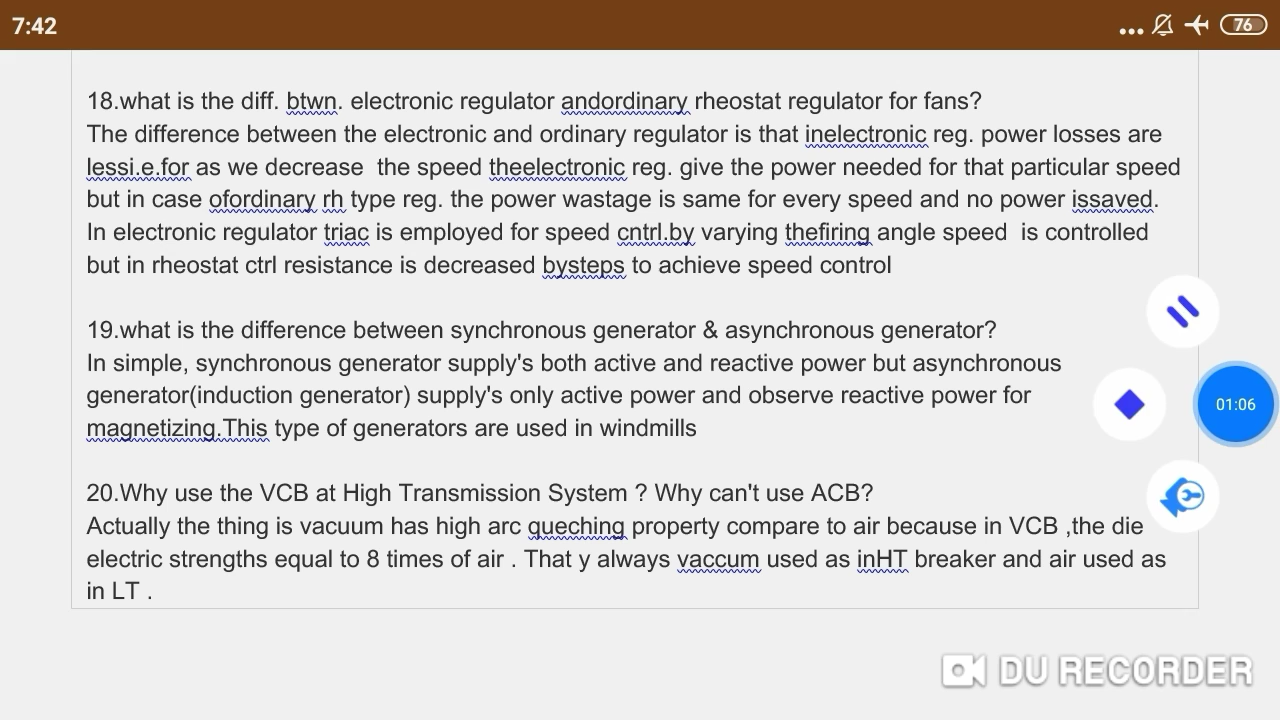 7:42
76
18.what is the diff. btwn. electronic regulator andordinary rheostat regulator for fans?
The difference between the electronic and ordinary regulator is that inelectronic reg. power losses are
lessi.e.for as we decrease  the speed theelectronic reg. give the power needed for that particular speed
but in case ofordinary rh type reg. the power wastage is same for every speed and no power issaved.
In electronic regulator triac is employed for speed cntrl.by varying thefiring angle speed  is controlled
but in rheostat ctrl resistance is decreased bysteps to achieve speed control
19.what is the difference between synchronous generator & asynchronous generator?
In simple, synchronous generator supply's both active and reactive power but asynchronous
generator(induction generator) supply's only active power and observe reactive power for
magnetizing.This type of generators are used in windmills
01:06
20.Why use the VCB at High Transmission System ? Why can't use ACB?
Actually the thing is vacuum has high arc queching property compare to air because in VCB ,the die
electric strengths equal to 8 times of air . That y always vaccum used as inHT breaker and air used as
in LT .
DU RECORDER